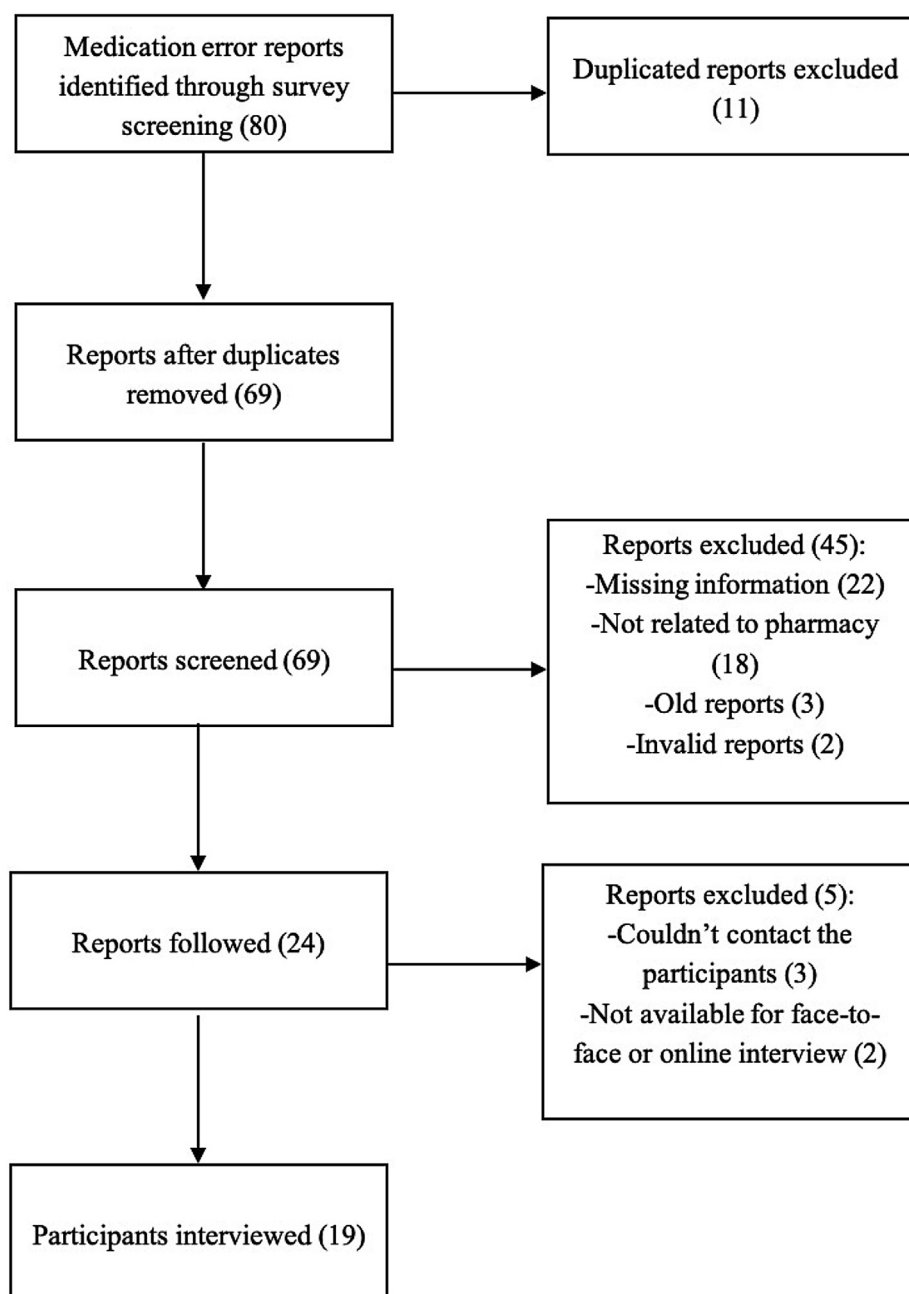 Medication error reports
identified through survey
screening (80)
Duplicated reports excluded
(11)
Reports after duplicates
removed (69)
Reports screened (69)
Reports excluded (45):
-Missing information (22)
-Not related to pharmacy
(18)
-Old reports (3)
-Invalid reports (2)
Reports followed (24)
Reports excluded (5):
-Couldn’t contact the
participants (3)
-Not available for face-to-
face or online interview (2)
Participants interviewed (19)